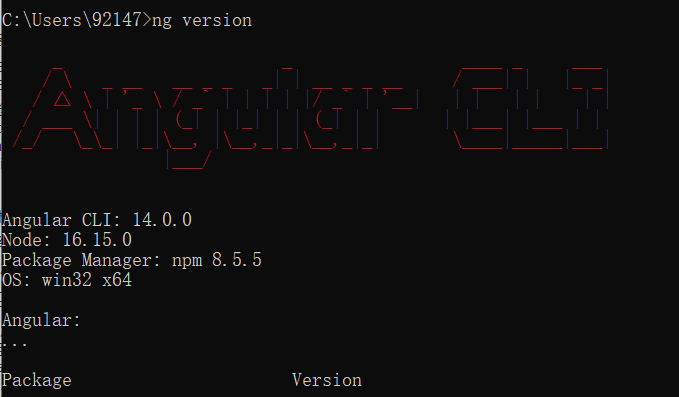 C:\Users\92147>ng version
Angular CLI
Angular CLI: 14.0.0
Node: 16.15.0
Package Manager: npm 8.5.5
OS: win32 x64
Angular:
...
Package                      Version